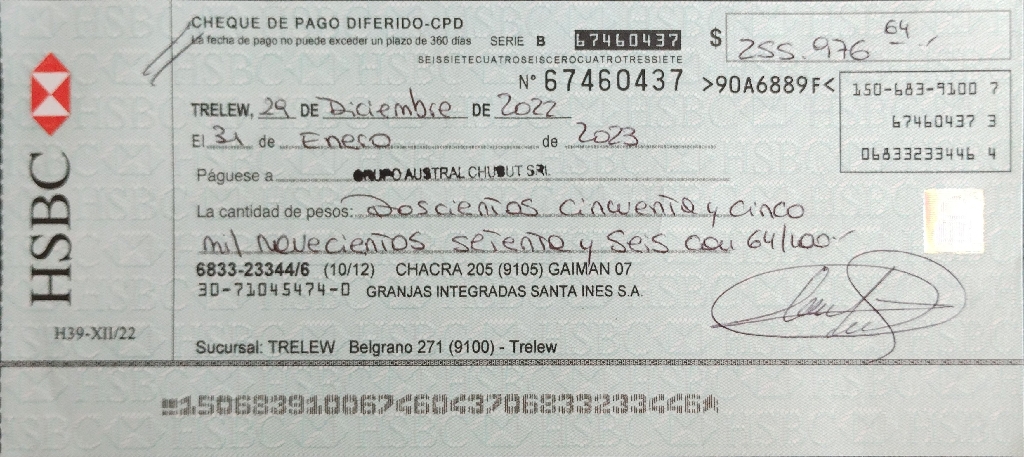 CHEQUE DE PAGO DIFERIDO-CPD
La fecha de pago no puede exceder un plazo de 360 días SERIE B 67460437 $ 255.976 64.-
SEISSIETECUATROSEISCEROCUATROTRESSIETE
N° 67460437 >90A6889F<
150-683-9100 7
67460437 3
06833233446 4
TRELEW, 29 DE Diciembre DE 2022
El 31 de Enero de 2023
Páguese a GRUPO AUSTRAL CHUBUT SRL
La cantidad de pesos: Doscientos cincuenta y cinco
mil novecientos setenta y seis con 64/100.-
6833-23344/6 (10/12) CHACRA 205 (9105) GAIMAN 07
30-71045474-0 GRANJAS INTEGRADAS SANTA INES S.A.
HSBC
H39-XII/22
Sucursal: TRELEW Belgrano 271 (9100) - Trelew
15068391006746043706833233446